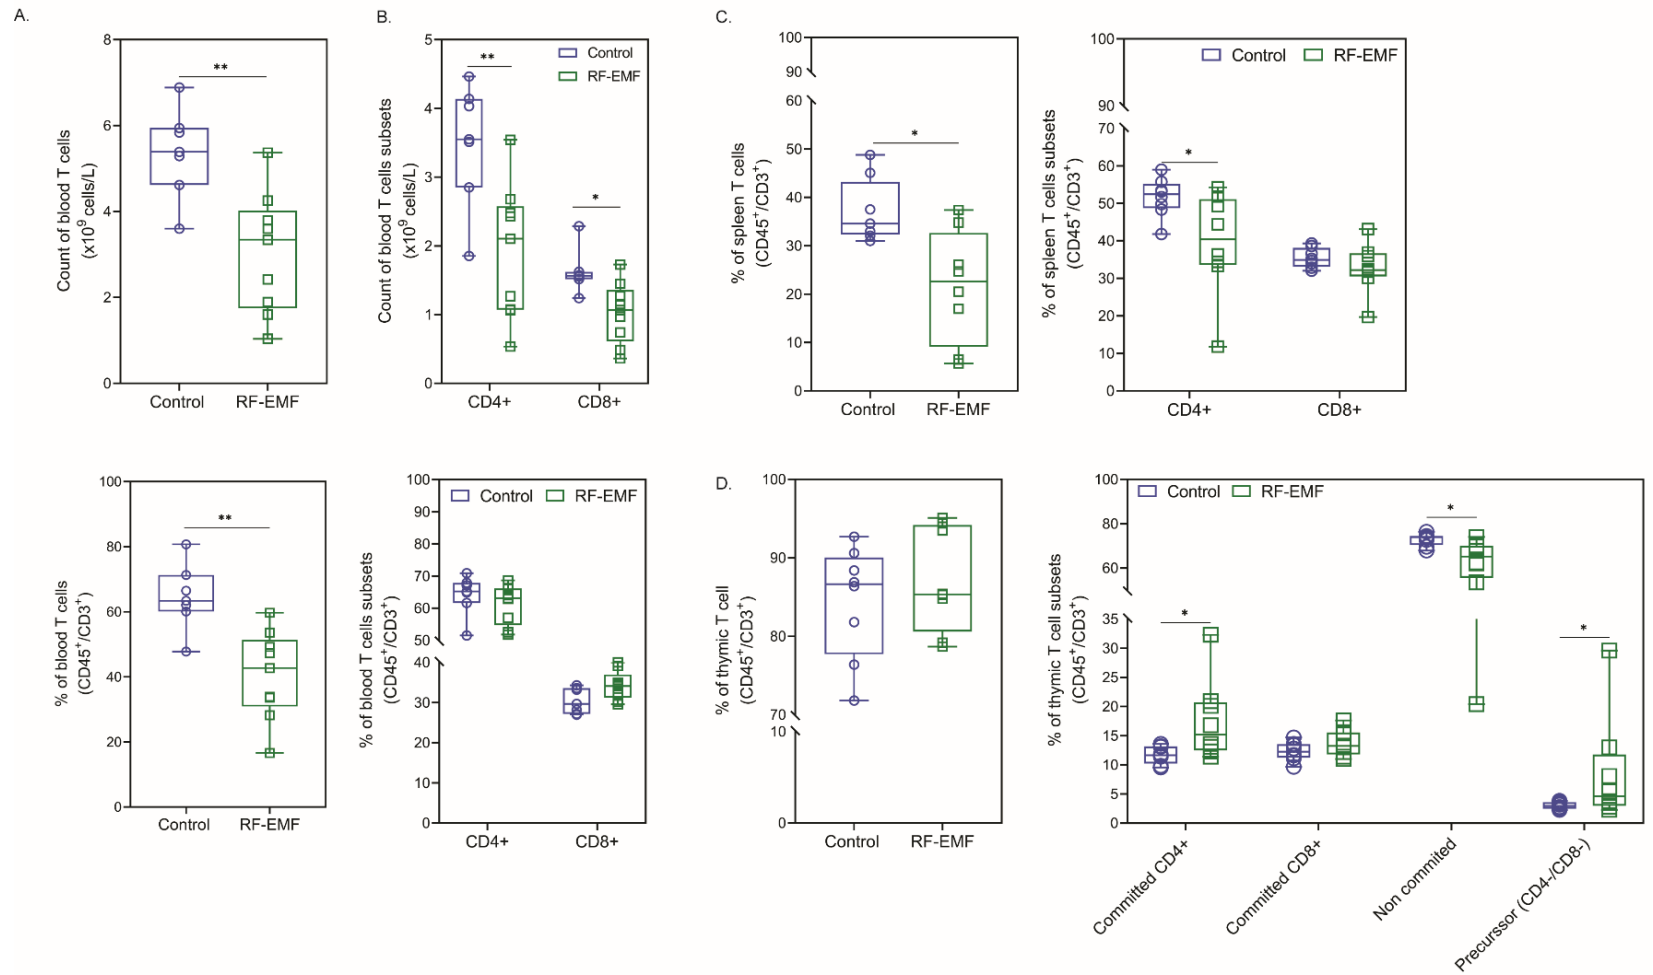 A.
8
6
4
2
0
Count of blood T cells
(x10⁹ cells/L)
**
Control
RF-EMF
B.
5
4
3
2
1
0
Count of blood T cells subsets
(x10⁹ cells/L)
Control
RF-EMF
**
*
CD4+
CD8+
C.
100
90
60
50
40
30
20
10
0
% of spleen T cells
(CD45⁺/CD3⁺)
*
Control
RF-EMF
100
90
70
60
50
40
30
20
10
0
% of spleen T cells subsets
(CD45⁺/CD3⁺)
Control
RF-EMF
*
CD4+
CD8+
100
80
60
40
20
0
% of blood T cells
(CD45⁺/CD3⁺)
**
Control
RF-EMF
100
90
80
70
60
50
40
30
20
10
0
% of blood T cells subsets
(CD45⁺/CD3⁺)
Control
RF-EMF
CD4+
CD8+
D.
100
90
80
70
10
0
% of thymic T cell
(CD45⁺/CD3⁺)
Control
RF-EMF
100
80
60
35
30
25
20
15
10
5
0
% of thymic T cell subsets
(CD45⁺/CD3⁺)
Control
RF-EMF
*
*
*
Committed CD4+
Committed CD8+
Non commited
Precurssor (CD4-/CD8-)